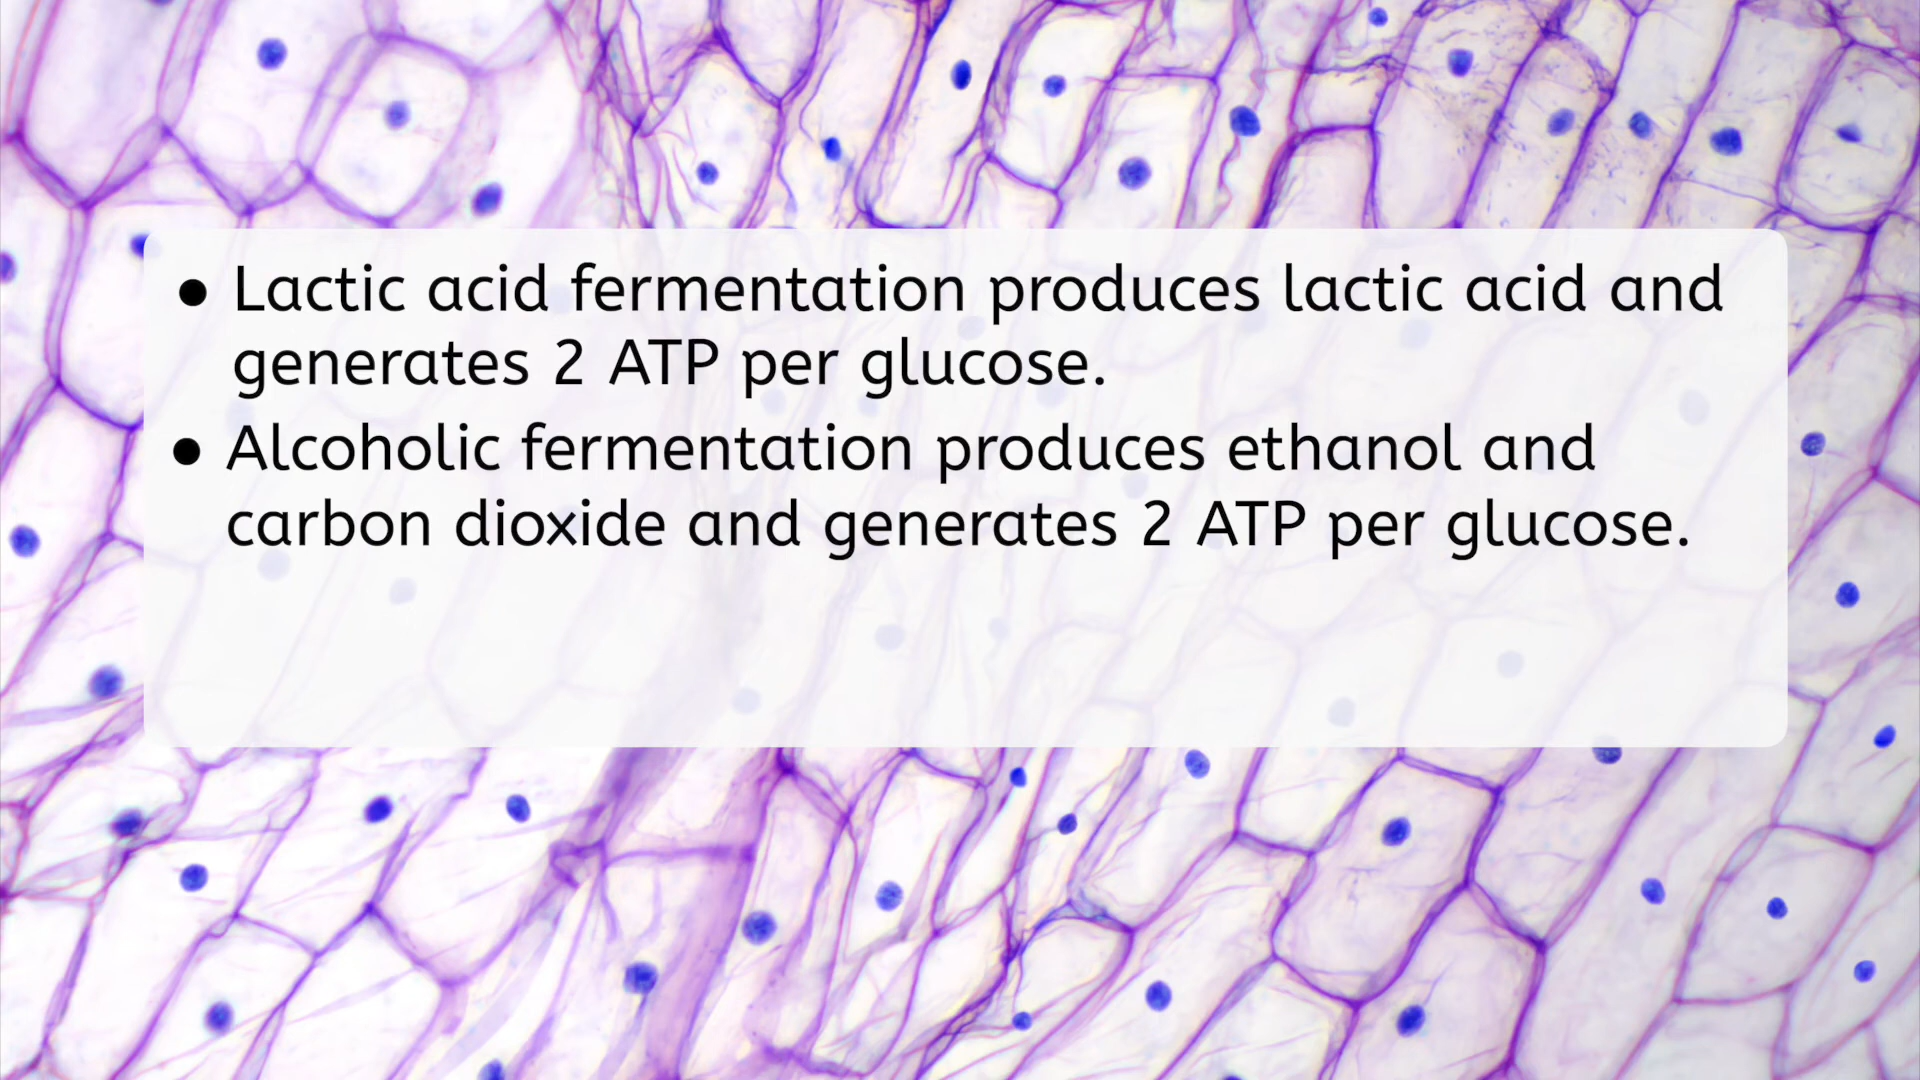 ● Lactic acid fermentation produces lactic acid and
generates 2 ATP per glucose.
● Alcoholic fermentation produces ethanol and
carbon dioxide and generates 2 ATP per glucose.